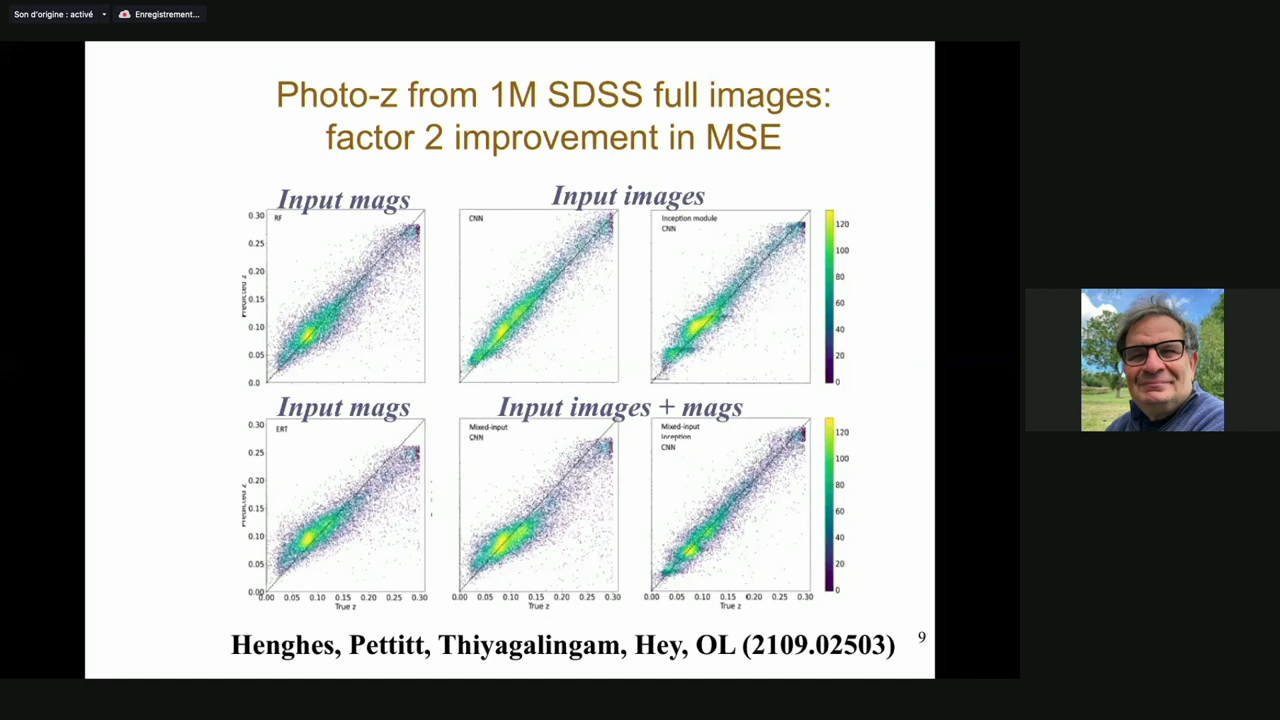 Son d'origine : activé
Enregistrement...
Photo-z from 1M SDSS full images:
factor 2 improvement in MSE
Input mags
Input images
RF
CNN
Inception module
CNN
0.30
0.25
0.20
0.15
0.10
0.05
0.0
Predicted z
120
100
80
60
40
20
0
Input mags
Input images + mags
ERT
Mixed-input
CNN
Mixed-input
Inception
CNN
0.30
0.25
0.20
0.15
0.10
0.05
0.00
Predicted z
120
100
80
60
40
20
0
0.00 0.05 0.10 0.15 0.20 0.25 0.30
True z
0.00 0.05 0.10 0.15 0.20 0.25 0.30
True z
0.00 0.05 0.10 0.15 0.20 0.25 0.30
True z
Henghes, Pettitt, Thiyagalingam, Hey, OL (2109.02503)
9